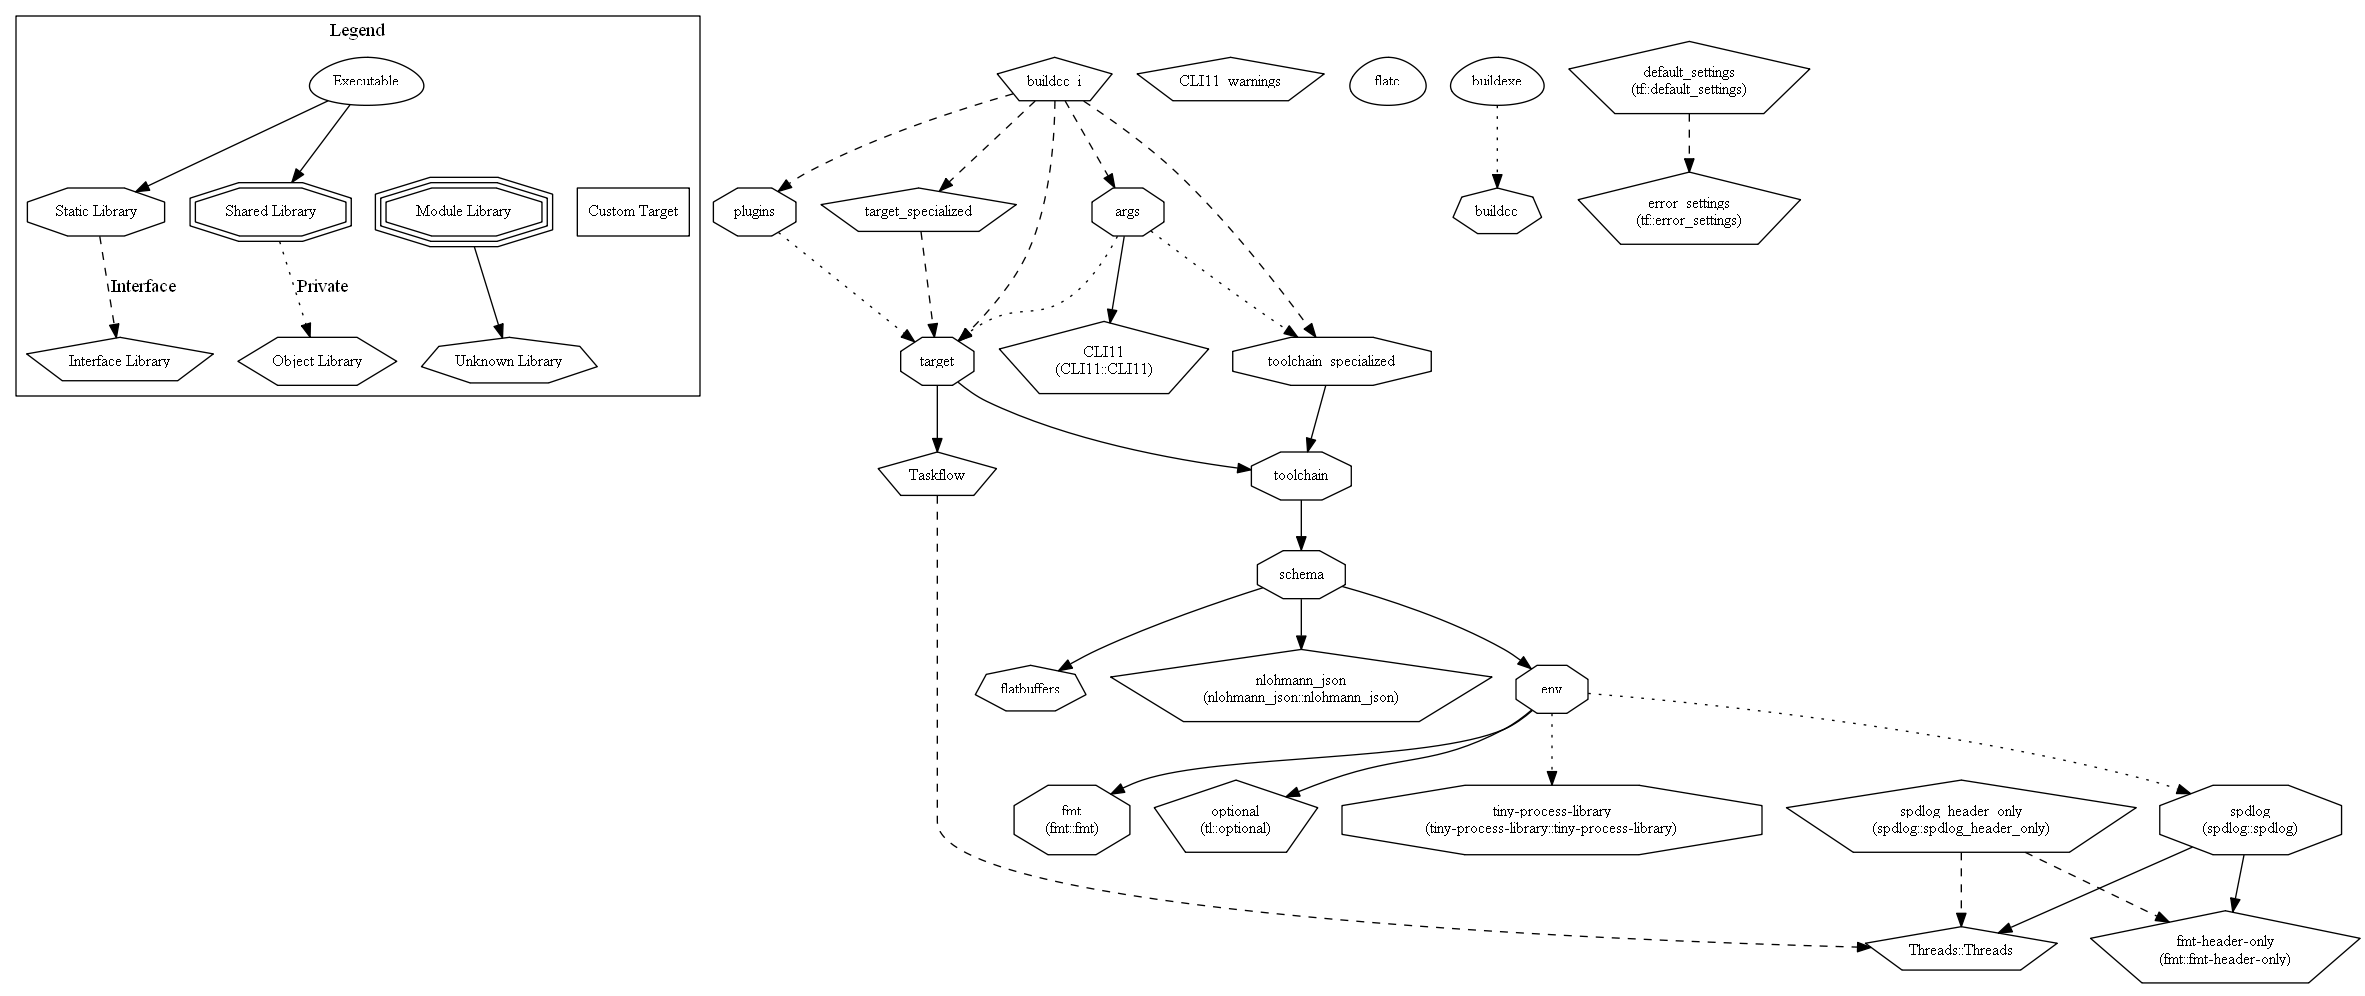 Legend
Executable
Static Library
Shared Library
Module Library
Custom Target
Interface
Private
Interface Library
Object Library
Unknown Library
buildcc_i
CLI11_warnings
flatc
buildexe
default_settings
(tf::default_settings)
plugins
target_specialized
args
buildcc
error_settings
(tf::error_settings)
target
CLI11
(CLI11::CLI11)
toolchain_specialized
Taskflow
toolchain
schema
flatbuffers
nlohmann_json
(nlohmann_json::nlohmann_json)
env
fmt
(fmt::fmt)
optional
(tl::optional)
tiny-process-library
(tiny-process-library::tiny-process-library)
spdlog_header_only
(spdlog::spdlog_header_only)
spdlog
(spdlog::spdlog)
Threads::Threads
fmt-header-only
(fmt::fmt-header-only)